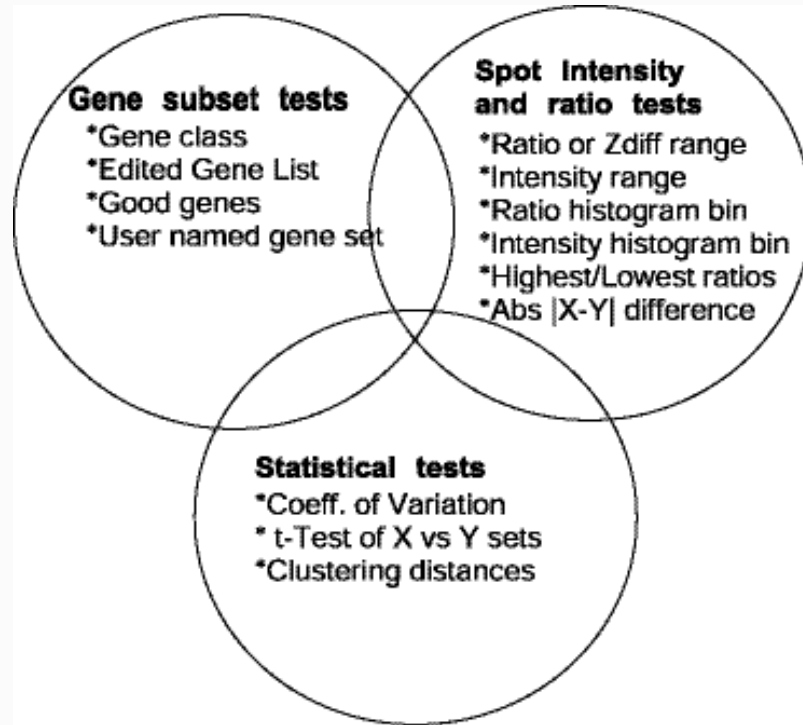 Gene subset tests
*Gene class
*Edited Gene List
*Good genes
*User named gene set
Spot Intensity
and ratio tests
*Ratio or Zdiff range
*Intensity range
*Ratio histogram bin
*Intensity histogram bin
*Highest/Lowest ratios
*Abs |X-Y| difference
Statistical tests
*Coeff. of Variation
* t-Test of X vs Y sets
*Clustering distances